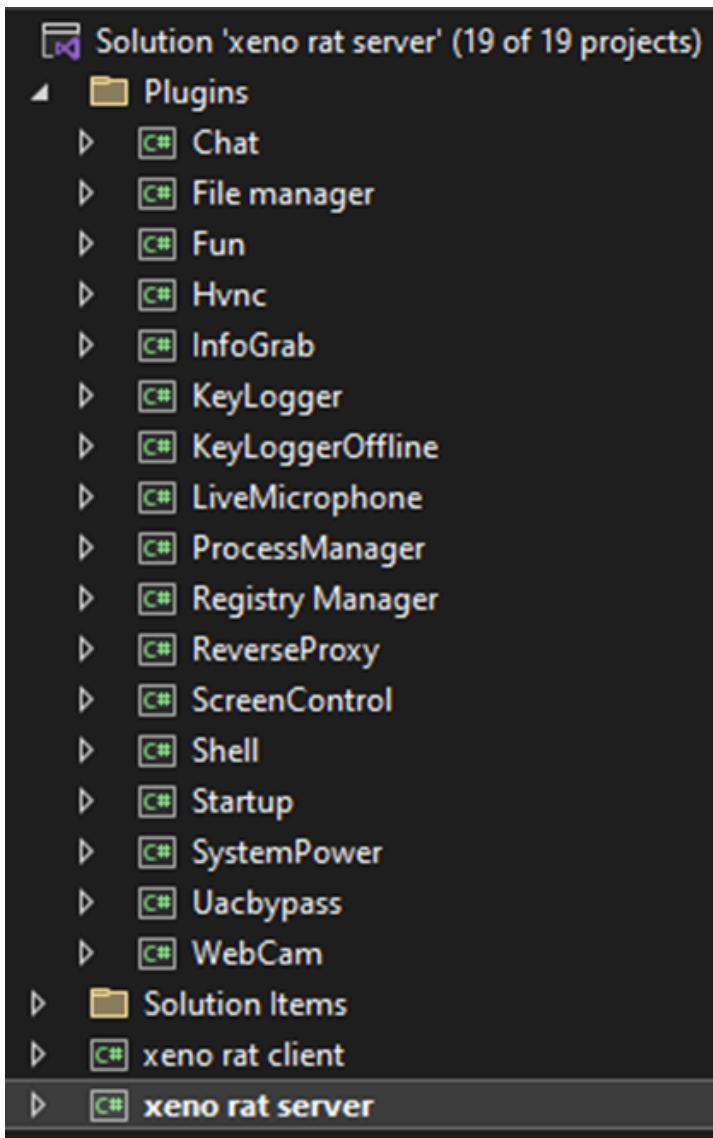 Solution 'xeno rat server' (19 of 19 projects)
Plugins
C# Chat
C# File manager
C# Fun
C# Hvnc
C# InfoGrab
C# KeyLogger
C# KeyLoggerOffline
C# LiveMicrophone
C# ProcessManager
C# Registry Manager
C# ReverseProxy
C# ScreenControl
C# Shell
C# Startup
C# SystemPower
C# Uacbypass
C# WebCam
Solution Items
C# xeno rat client
C# xeno rat server